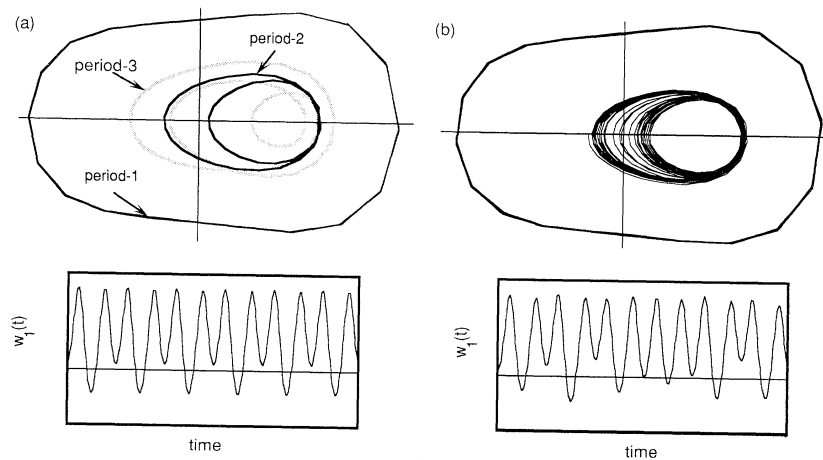 (a)
period-2
period-3
period-1
w1(t)
time
(b)
w1(t)
time